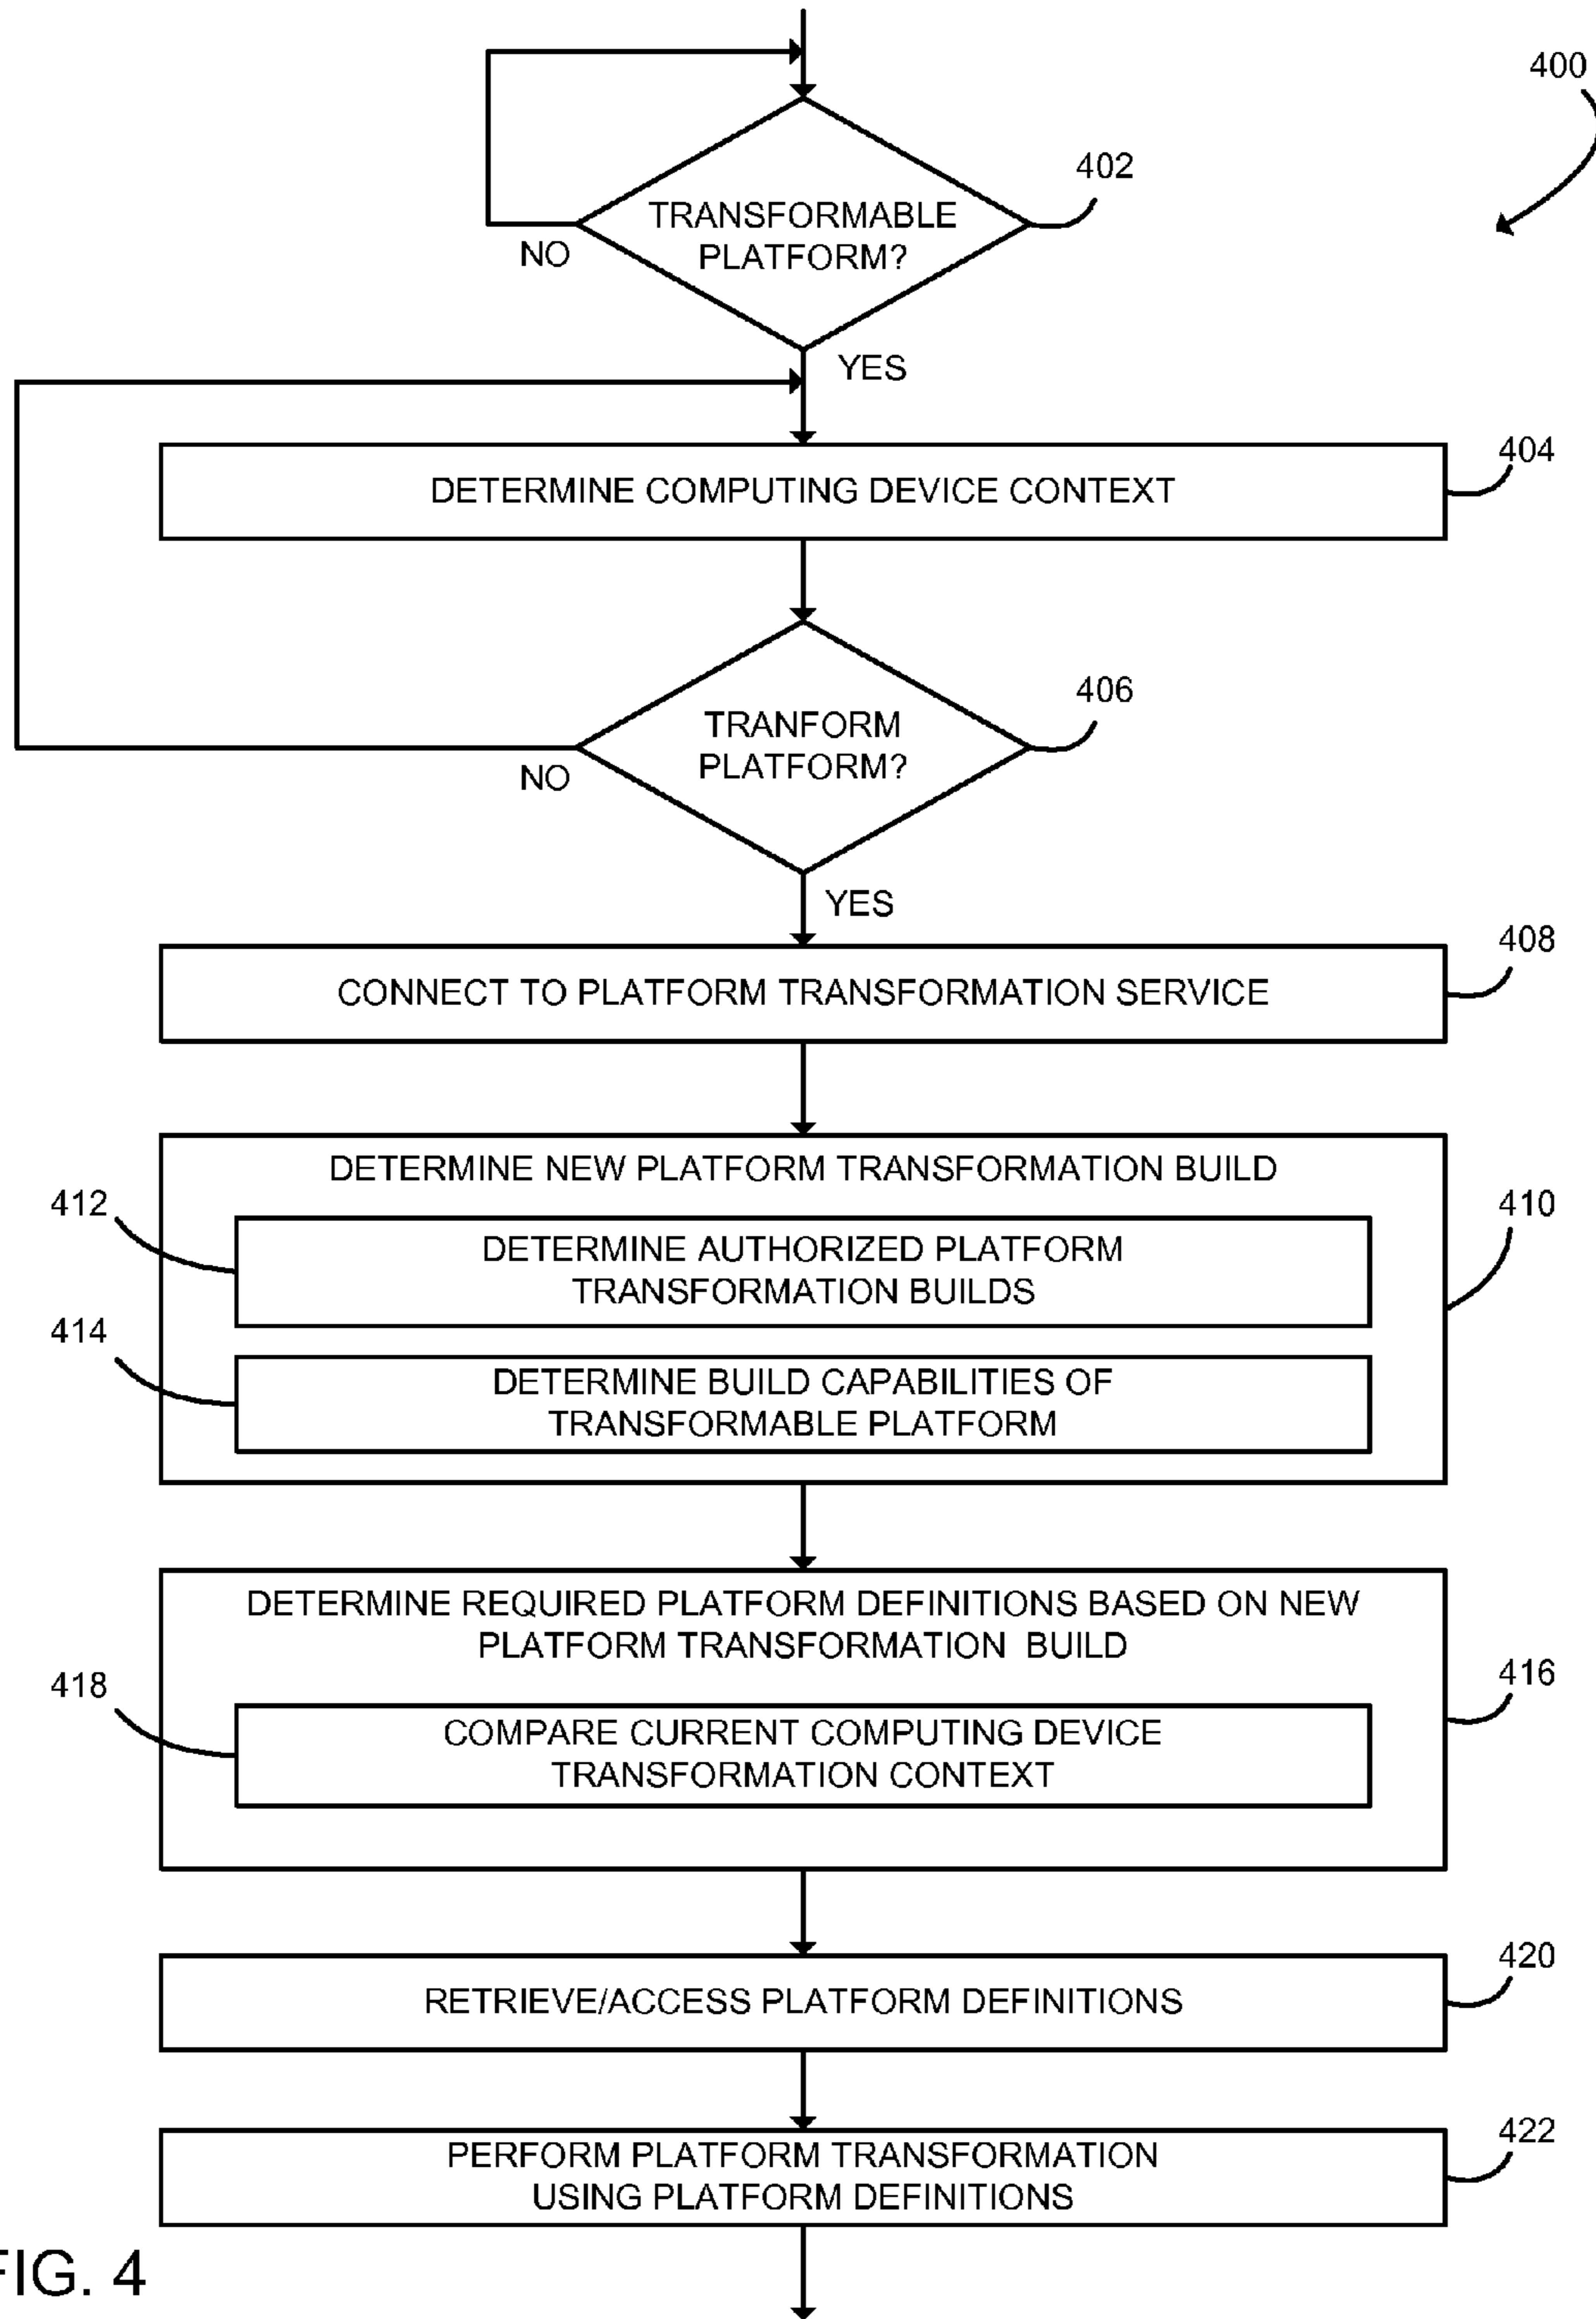 400
402
TRANSFORMABLE
PLATFORM?
NO
YES
404
DETERMINE COMPUTING DEVICE CONTEXT
406
TRANFORM
PLATFORM?
NO
YES
408
CONNECT TO PLATFORM TRANSFORMATION SERVICE
DETERMINE NEW PLATFORM TRANSFORMATION BUILD
412
410
DETERMINE AUTHORIZED PLATFORM
TRANSFORMATION BUILDS
414
DETERMINE BUILD CAPABILITIES OF
TRANSFORMABLE PLATFORM
DETERMINE REQUIRED PLATFORM DEFINITIONS BASED ON NEW
PLATFORM TRANSFORMATION BUILD
418
416
COMPARE CURRENT COMPUTING DEVICE
TRANSFORMATION CONTEXT
420
RETRIEVE/ACCESS PLATFORM DEFINITIONS
422
PERFORM PLATFORM TRANSFORMATION
USING PLATFORM DEFINITIONS
FIG. 4